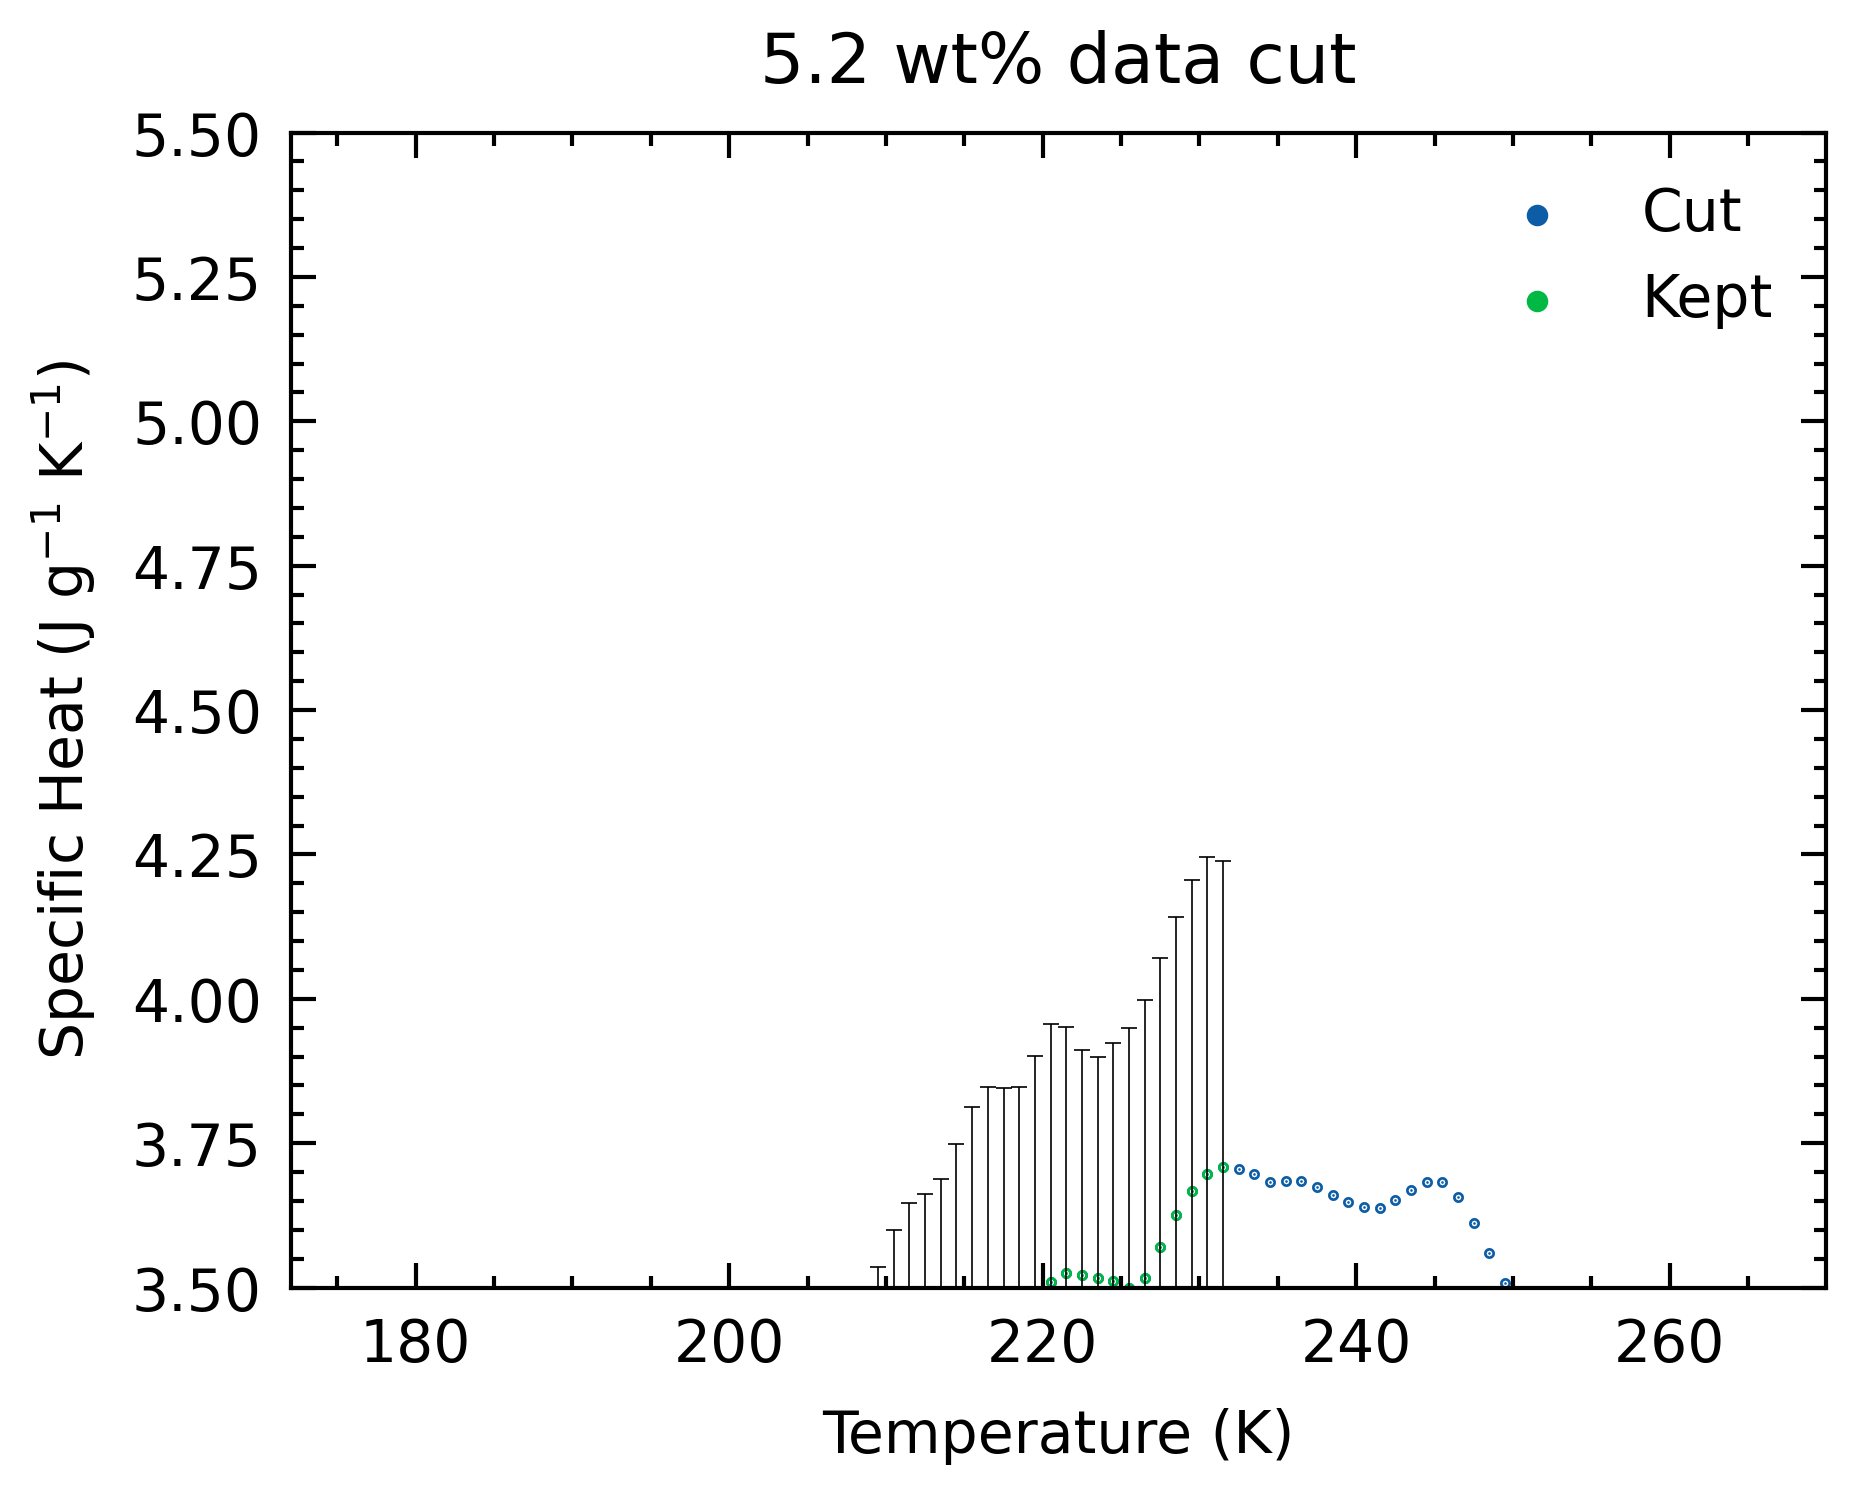 5.2 wt% data cut
Cut
Kept
5.50
5.25
5.00
4.75
4.50
4.25
4.00
3.75
3.50
Specific Heat (J g⁻¹ K⁻¹)
180 200 220 240 260
Temperature (K)